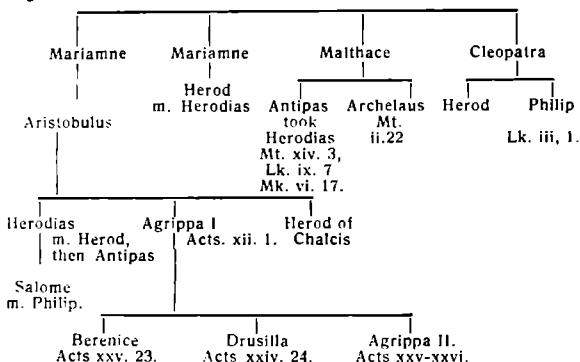 Mariamne Mariamne Malthace Cleopatra
Herod
m. Herodias
Antipas
took
Herodias
Mt. xiv. 3,
Lk. ix. 7
Mk. vi. 17.
Archelaus
Mt.
ii.22
Herod Philip
Lk. iii, 1.
Aristobulus
Herodias
m. Herod,
then Antipas
Agrippa I
Acts. xii. 1.
Herod of
Chalcis
Salome
m. Philip.
Berenice
Acts xxv. 23.
Drusilla
Acts xxiv. 24.
Agrippa II.
Acts xxv-xxvi.